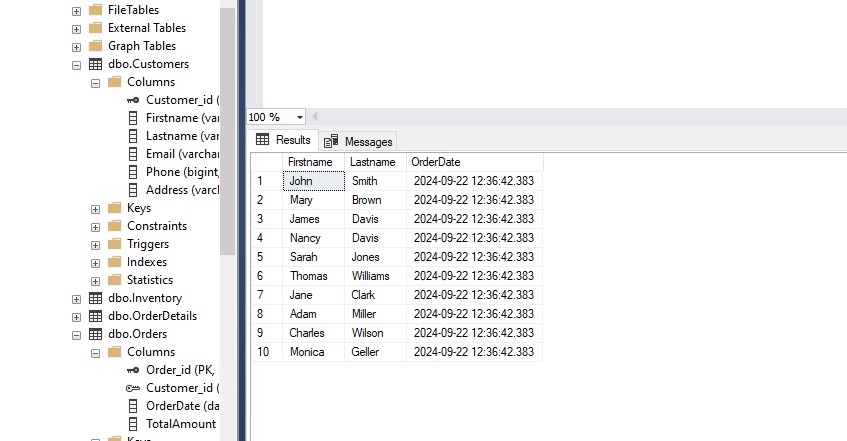 FileTables
External Tables
Graph Tables
dbo.Customers
Columns
Customer_id (
Firstname (var
Lastname (var
Email (varchar
Phone (bigint,
Address (varcl
Keys
Constraints
Triggers
Indexes
Statistics
dbo.Inventory
dbo.OrderDetails
dbo.Orders
Columns
Order_id (PK,
Customer_id (
OrderDate (da
TotalAmount
Keys
100 %
Results Messages
Firstname Lastname OrderDate
1 John Smith 2024-09-22 12:36:42.383
2 Mary Brown 2024-09-22 12:36:42.383
3 James Davis 2024-09-22 12:36:42.383
4 Nancy Davis 2024-09-22 12:36:42.383
5 Sarah Jones 2024-09-22 12:36:42.383
6 Thomas Williams 2024-09-22 12:36:42.383
7 Jane Clark 2024-09-22 12:36:42.383
8 Adam Miller 2024-09-22 12:36:42.383
9 Charles Wilson 2024-09-22 12:36:42.383
10 Monica Geller 2024-09-22 12:36:42.383